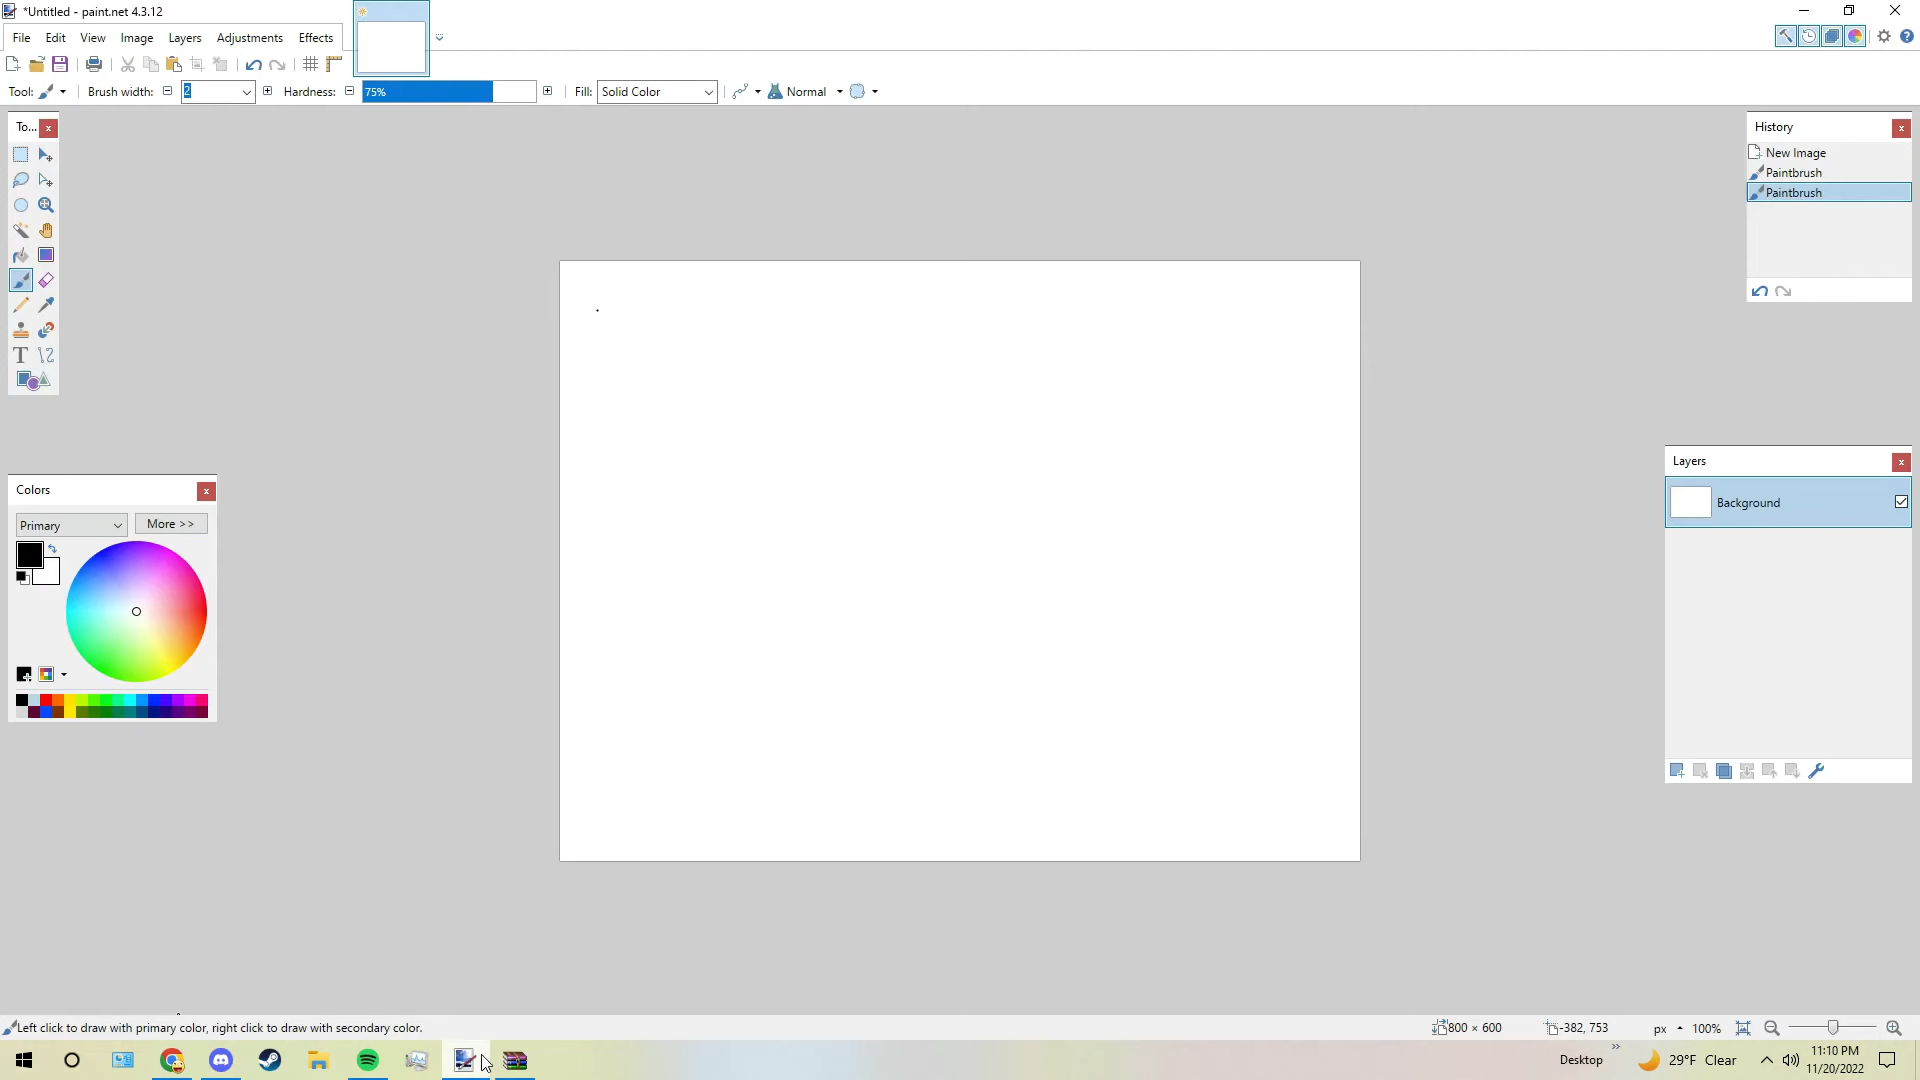 *Untitled - paint.net 4.3.12
File Edit View Image Layers Adjustments Effects
Tool: Brush width: 2 Hardness: 75% Fill: Solid Color Normal
To...
History
New Image
Paintbrush
Paintbrush
Layers
Background
Colors
Primary More >>
Left click to draw with primary color, right click to draw with secondary color.
800 × 600 -382, 753 px 100%
Desktop 29°F Clear
11:10 PM
11/20/2022